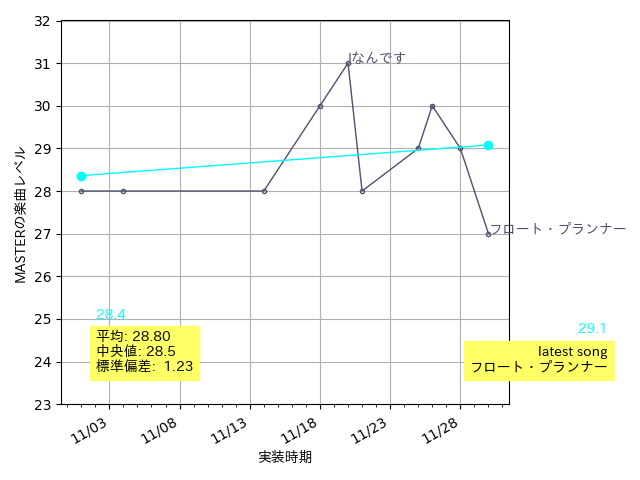 32
31
30
29
28
27
26
25
24
23
MASTERの楽曲レベル
なんです
フロート・プランナー
28.4
平均: 28.80
中央値: 28.5
標準偏差: 1.23
29.1
latest song
フロート・プランナー
11/03
11/08
11/13
11/18
11/23
11/28
実装時期